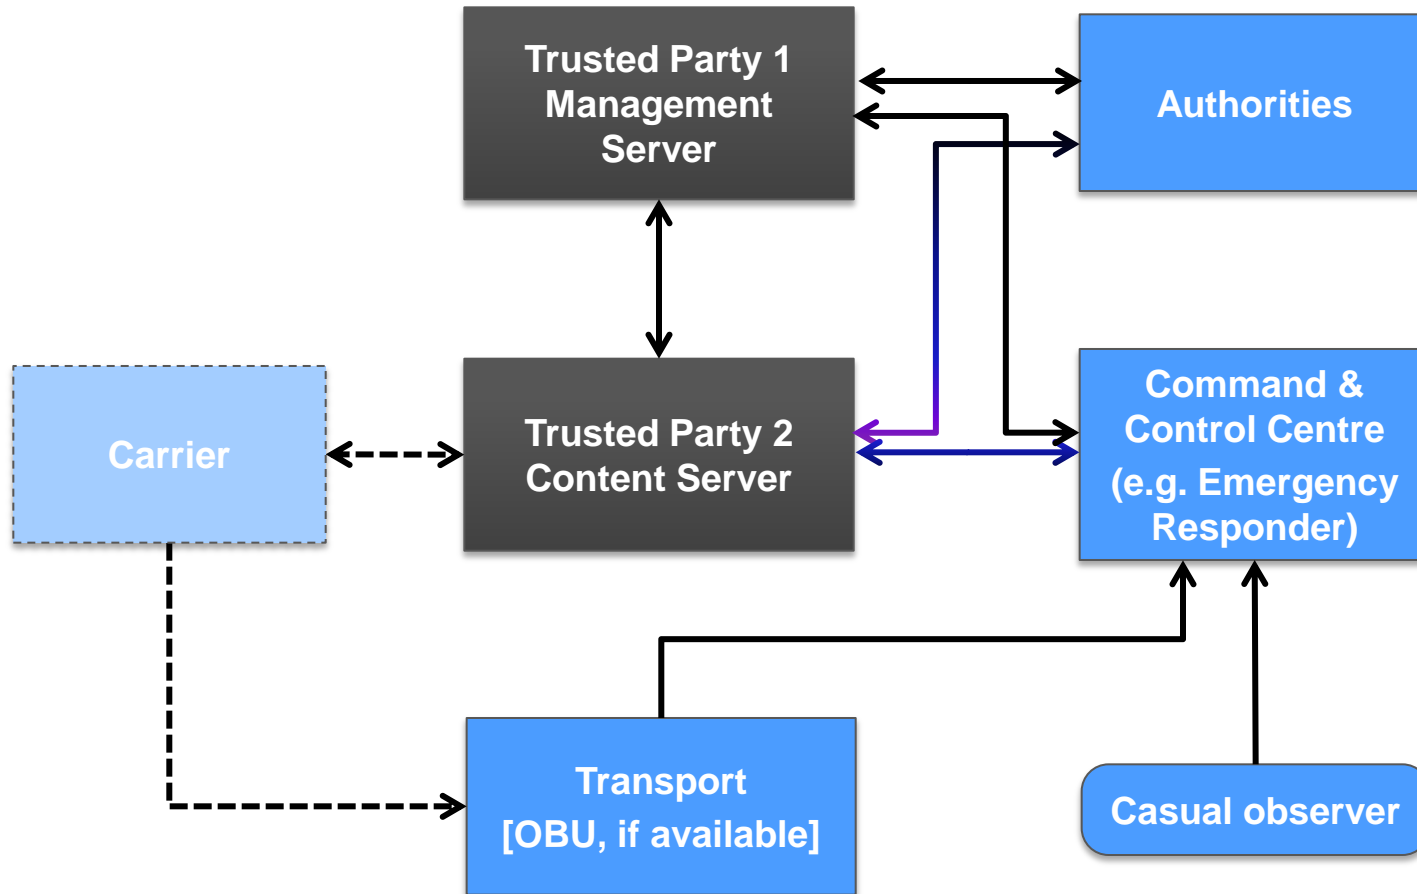 Trusted Party 1
Management
Server
Authorities
Carrier
Trusted Party 2
Content Server
Command &
Control Centre
(e.g. Emergency
Responder)
Transport
[OBU, if available]
Casual observer